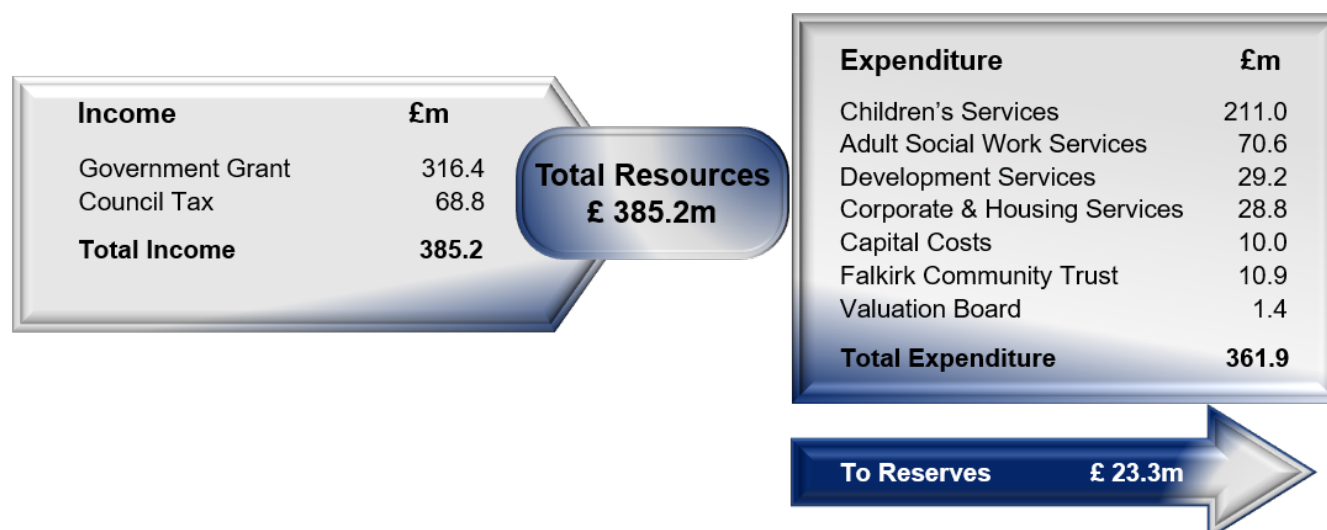 Income £m
Government Grant 316.4
Council Tax 68.8
Total Income 385.2
Total Resources
£ 385.2m
Expenditure £m
Children’s Services 211.0
Adult Social Work Services 70.6
Development Services 29.2
Corporate & Housing Services 28.8
Capital Costs 10.0
Falkirk Community Trust 10.9
Valuation Board 1.4
Total Expenditure 361.9
To Reserves £ 23.3m